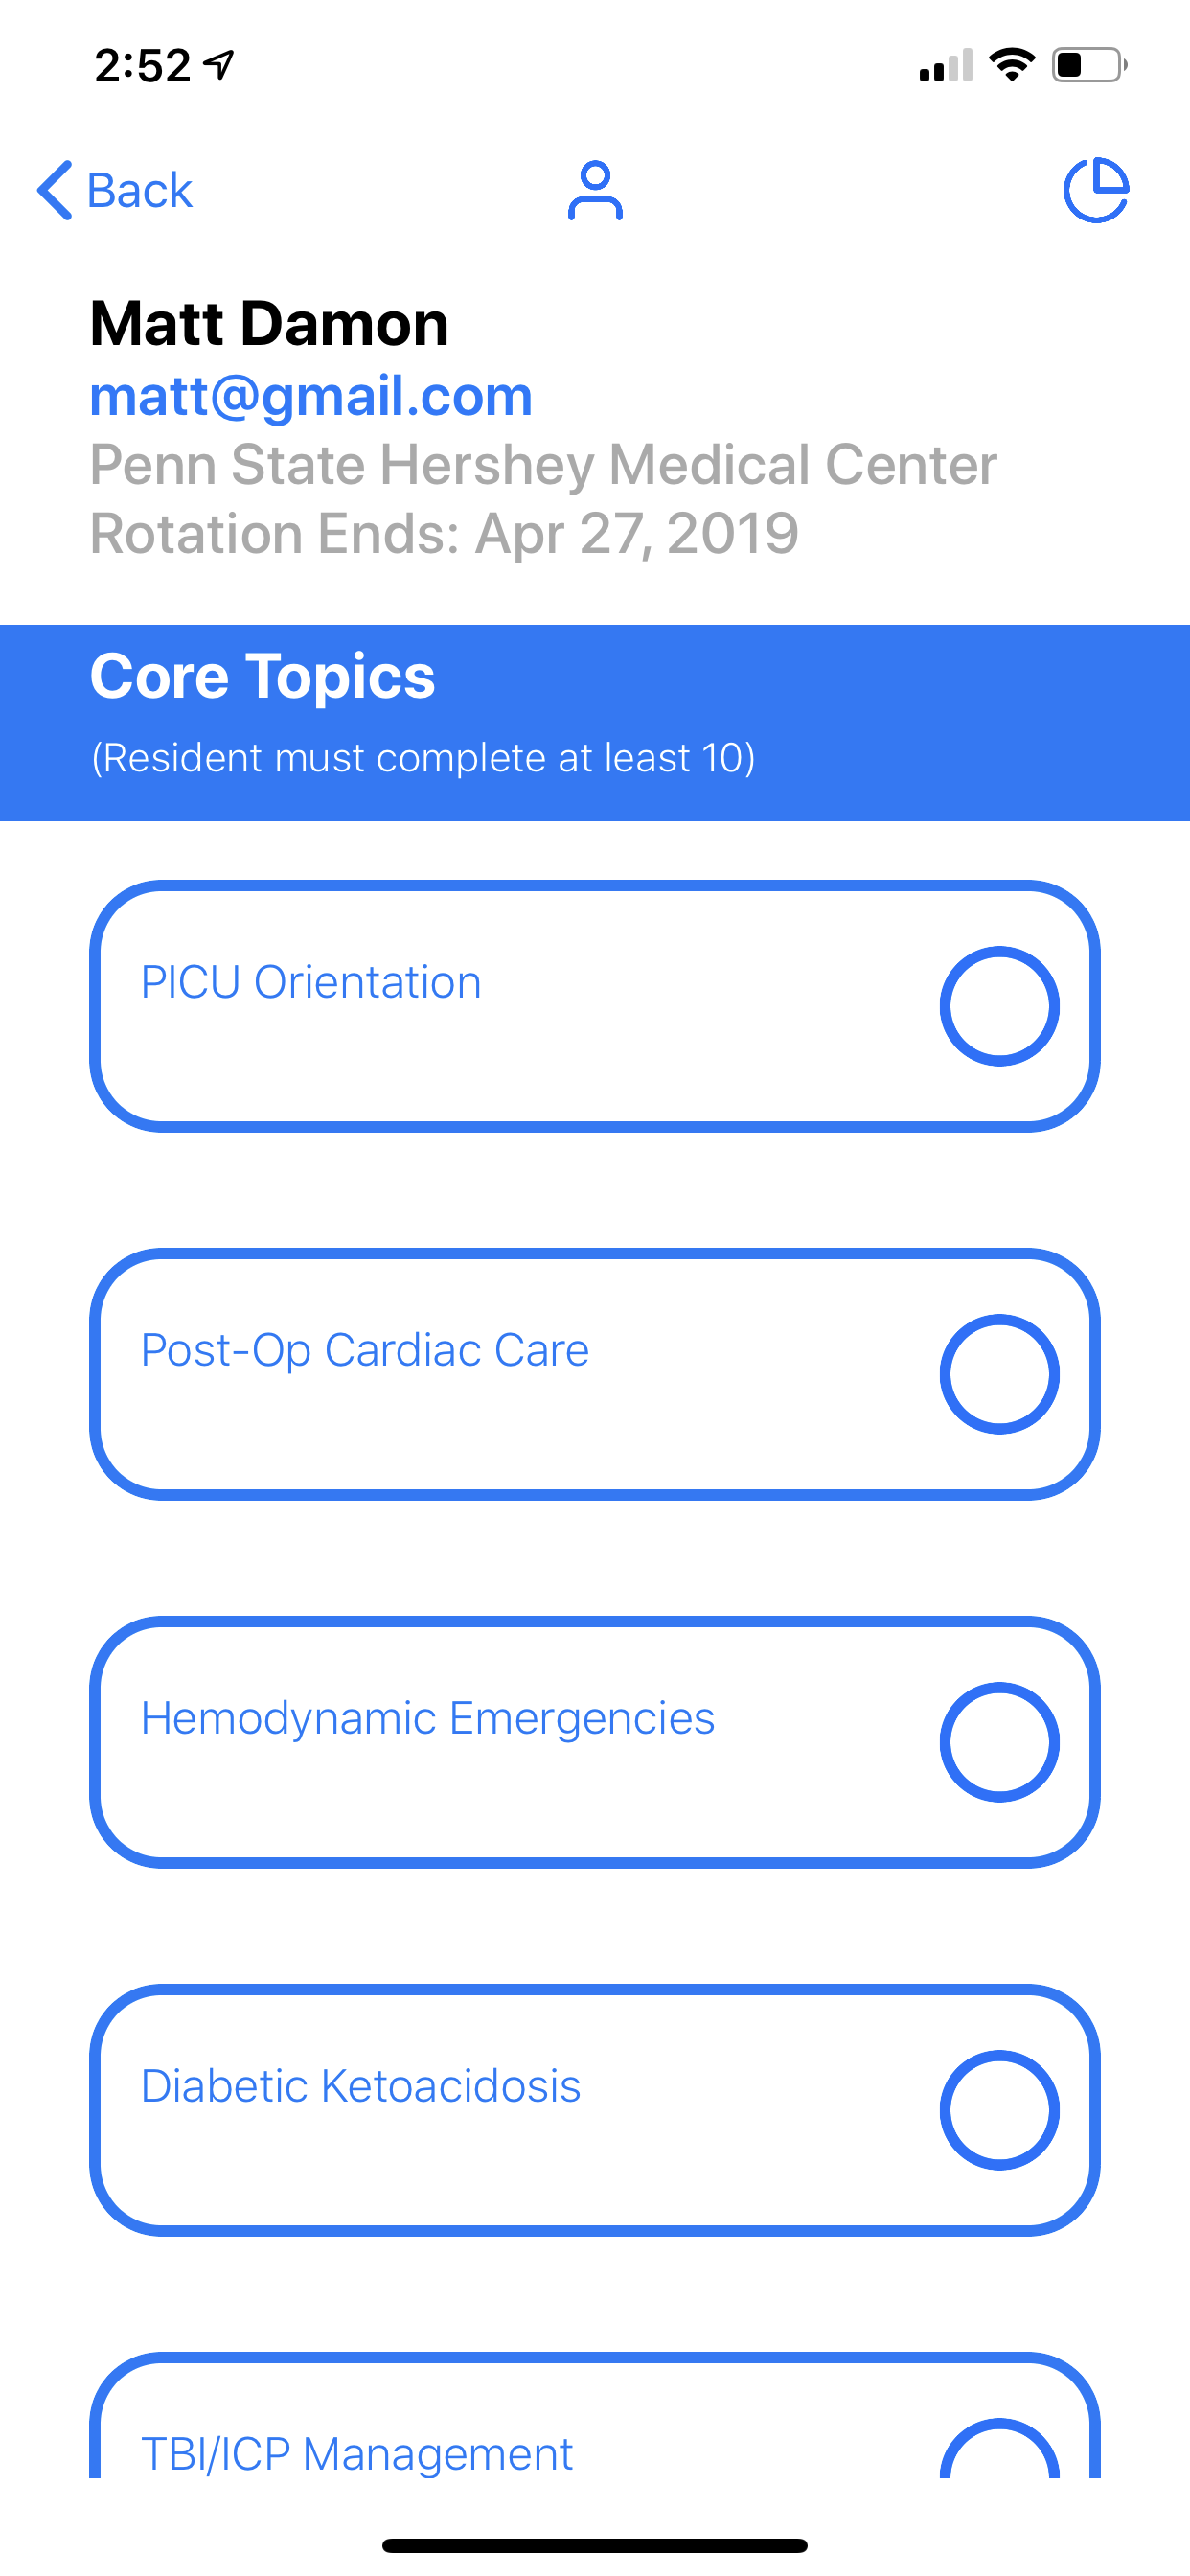 2:52
Back
Matt Damon
matt@gmail.com
Penn State Hershey Medical Center
Rotation Ends: Apr 27, 2019
Core Topics
(Resident must complete at least 10)
PICU Orientation
Post-Op Cardiac Care
Hemodynamic Emergencies
Diabetic Ketoacidosis
TBI/ICP Management